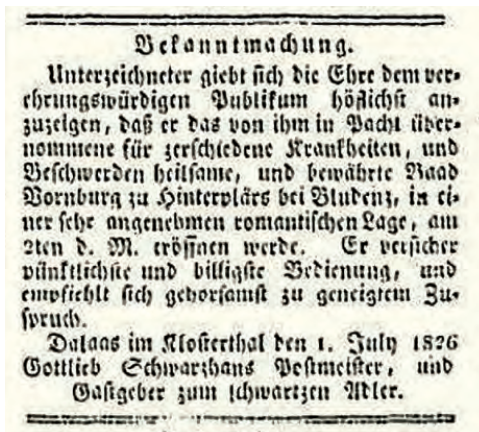 Bekanntmachung.
Unterzeichneter giebt sich die Ehre dem ver-
ehrungswürdigen Publikum höflichst an-
zuzeigen, daß er das von ihm in Pacht über-
nommene für zerschiedene Krankheiten, und
Beschwerden heilsame, und bewährte Baad
Vornburg zu Hinterplärs bei Bludenz, in ei-
ner sehr angenehmen romantischen Lage, am
2ten d. M. eröffnen werde. Er versicher
pünktlichste und billigste Bedienung, und
empfiehlt sich gehorsamst zu geneigtem Zu-
spruch.
Dalaas im Klosterthal den 1. July 1826
Gottlieb Schwarzhans Postmeister, und
Gastgeber zum schwartzen Adler.